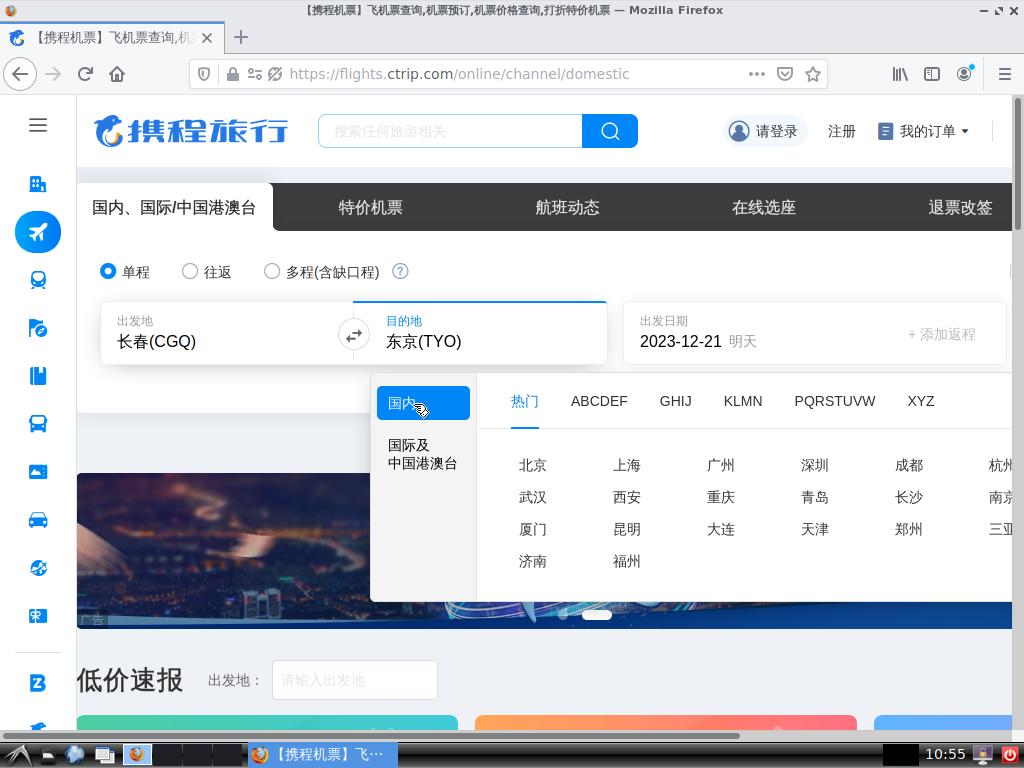 【携程机票】飞机票查询,机票预订,机票价格查询,打折特价机票 — Mozilla Firefox
【携程机票】飞机票查询,机
https://flights.ctrip.com/online/channel/domestic
携程旅行
搜索任何旅游相关
请登录
注册
我的订单
国内、国际/中国港澳台
特价机票
航班动态
在线选座
退票改签
单程
往返
多程(含缺口程)
?
出发地
长春(CGQ)
目的地
东京(TYO)
出发日期
2023-12-21 明天
+ 添加返程
国内
国际及
中国港澳台
热门 ABCDEF GHIJ KLMN PQRSTUVW XYZ
北京 上海 广州 深圳 成都 杭州
武汉 西安 重庆 青岛 长沙 南京
厦门 昆明 大连 天津 郑州 三亚
济南 福州
广告
低价速报
出发地：
请输入出发地
【携程机票】飞…
10:55